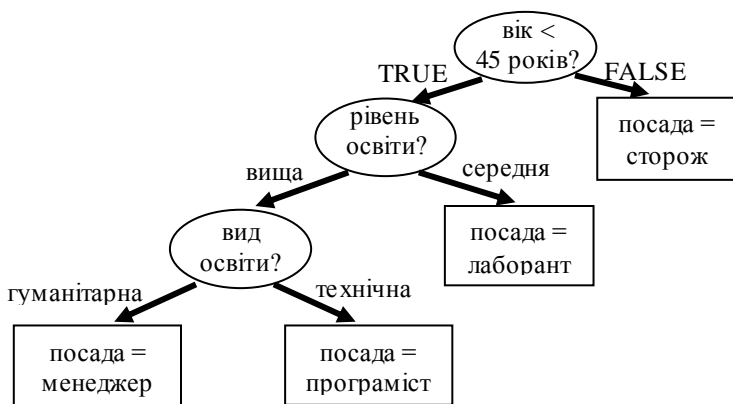 вік <
45 років?
TRUE
FALSE
рівень
освіти?
посада =
сторож
вища
середня
вид
освіти?
посада =
лаборант
гуманітарна
технічна
посада =
менеджер
посада =
програміст